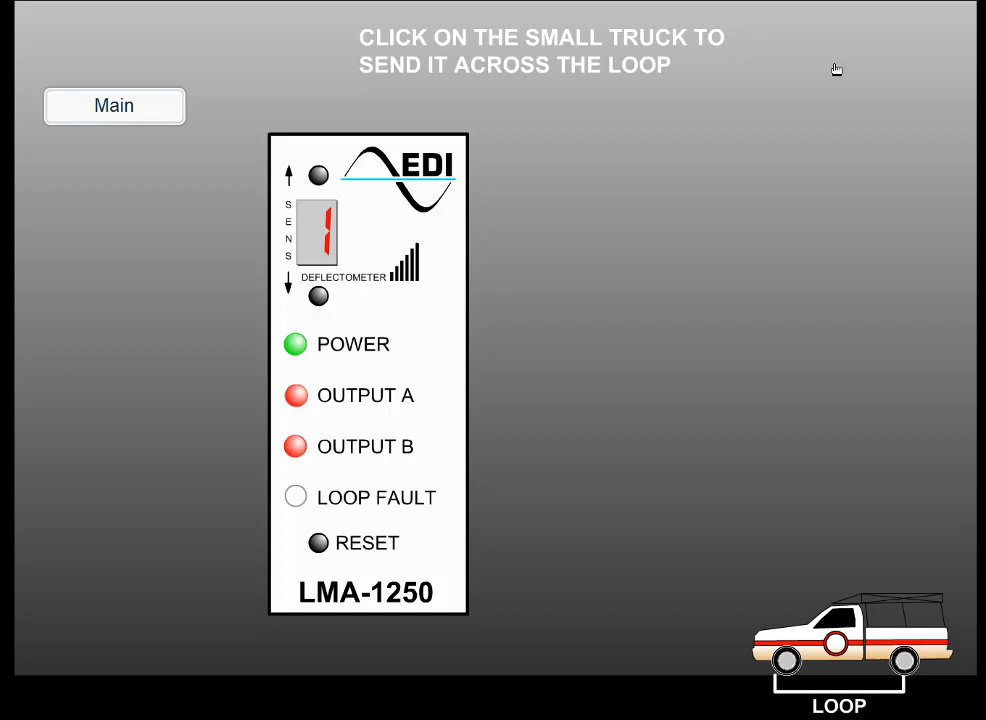 CLICK ON THE SMALL TRUCK TO
SEND IT ACROSS THE LOOP
Main
EDI
S
E
N
S
1
DEFLECTOMETER
POWER
OUTPUT A
OUTPUT B
LOOP FAULT
RESET
LMA-1250
LOOP